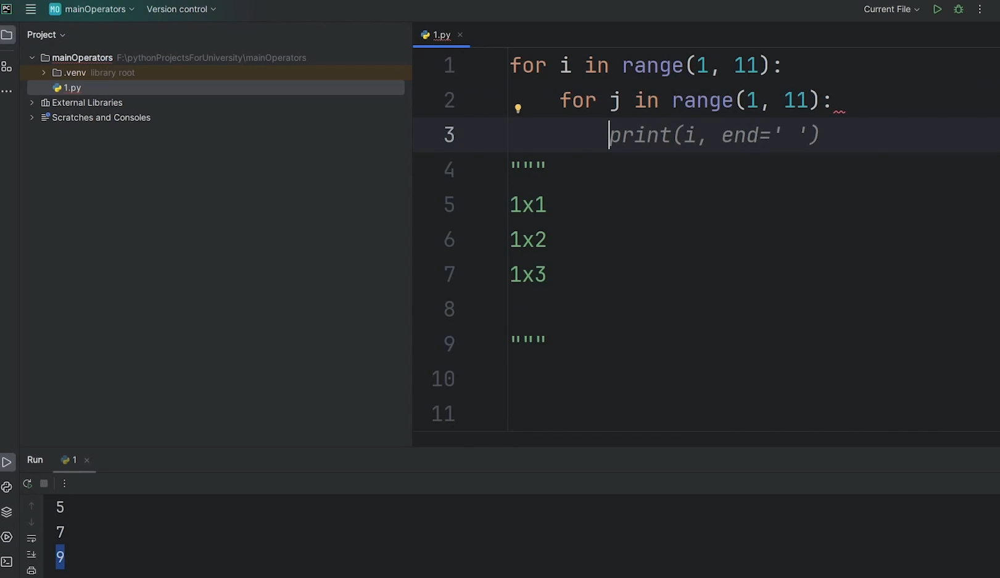 PC MO mainOperators Version control Current File
Project
mainOperators F:\pythonProjectsForUniversity\mainOperators
.venv library root
1.py
External Libraries
Scratches and Consoles
1.py
1 for i in range(1, 11):
2 for j in range(1, 11):
3 print(i, end=' ')
4 """
5 1x1
6 1x2
7 1x3
8
9 """
10
11
Run 1
5
7
9